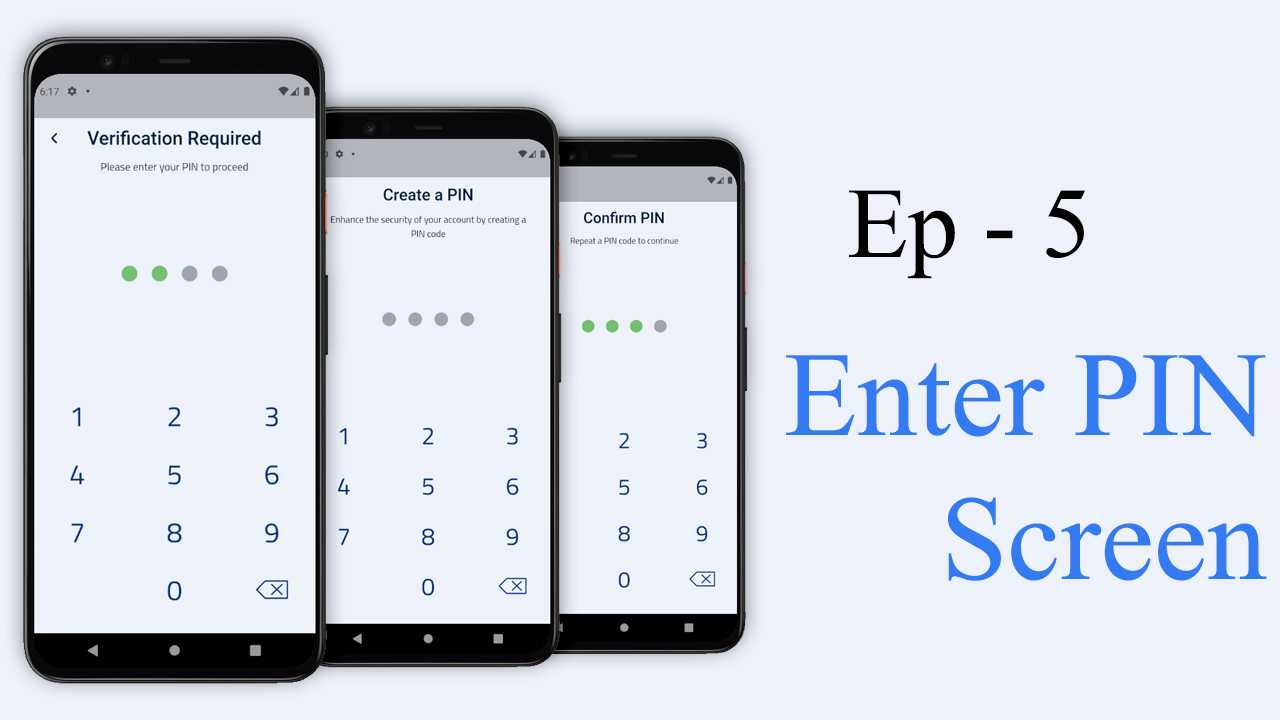 6:17
Verification Required
Please enter your PIN to proceed
1 2 3
4 5 6
7 8 9
0
Create a PIN
Enhance the security of your account by creating a
PIN code
1 2 3
4 5 6
7 8 9
0
Confirm PIN
Repeat a PIN code to continue
2 3
5 6
8 9
0
Ep - 5
Enter PIN
Screen